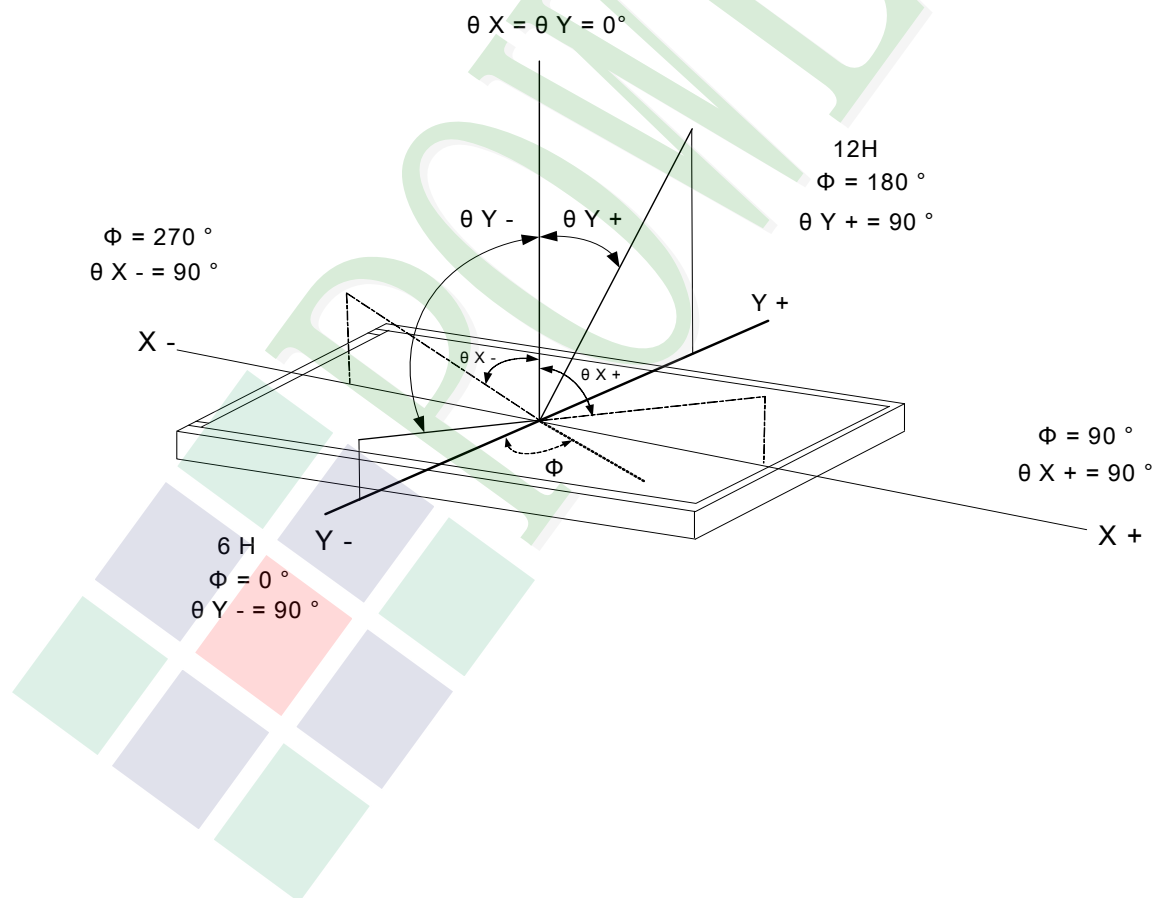 θ X = θ Y = 0°
12H
Φ = 180 °
θ Y + = 90 °
θ Y -
θ Y +
Φ = 270 °
θ X - = 90 °
Y +
X -
θ X -
θ X +
Φ = 90 °
θ X + = 90 °
Φ
X +
Y -
6 H
Φ = 0 °
θ Y - = 90 °